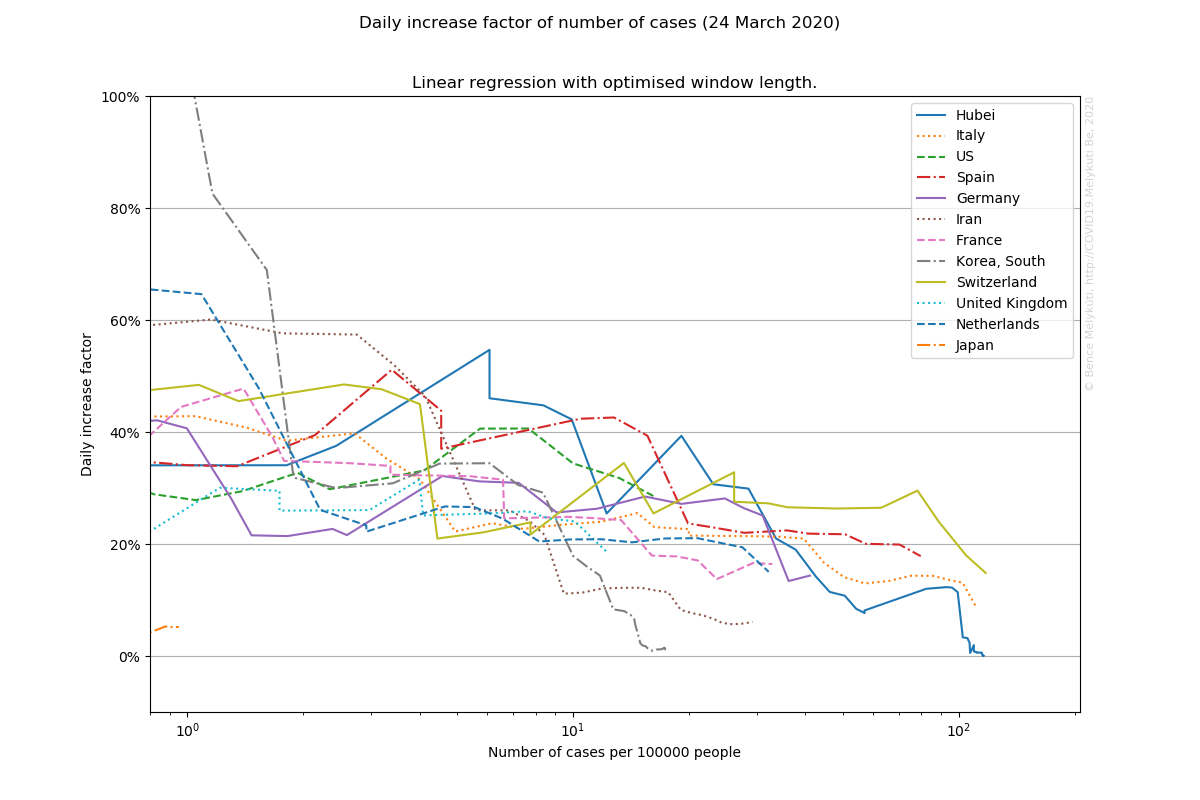 Daily increase factor of number of cases (24 March 2020)
Linear regression with optimised window length.
100%
80%
60%
40%
20%
0%
Daily increase factor
Hubei
Italy
US
Spain
Germany
Iran
France
Korea, South
Switzerland
United Kingdom
Netherlands
Japan
© Bence Mélykúti, http://COVID19.Melykuti.Be, 2020
10⁰
10¹
10²
Number of cases per 100000 people